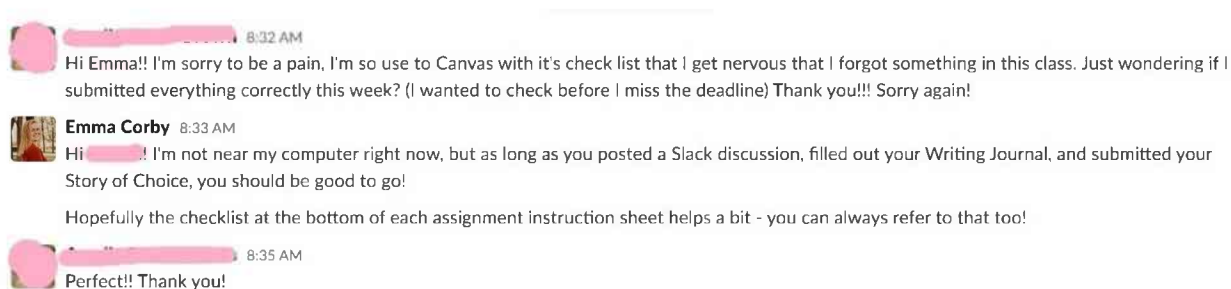 8:32 AM
Hi Emma!! I'm sorry to be a pain, I'm so use to Canvas with it's check list that I get nervous that I forgot something in this class. Just wondering if I
submitted everything correctly this week? (I wanted to check before I miss the deadline) Thank you!!! Sorry again!
Emma Corby 8:33 AM
Hi ! I'm not near my computer right now, but as long as you posted a Slack discussion, filled out your Writing Journal, and submitted your
Story of Choice, you should be good to go!
Hopefully the checklist at the bottom of each assignment instruction sheet helps a bit - you can always refer to that too!
8:35 AM
Perfect!! Thank you!